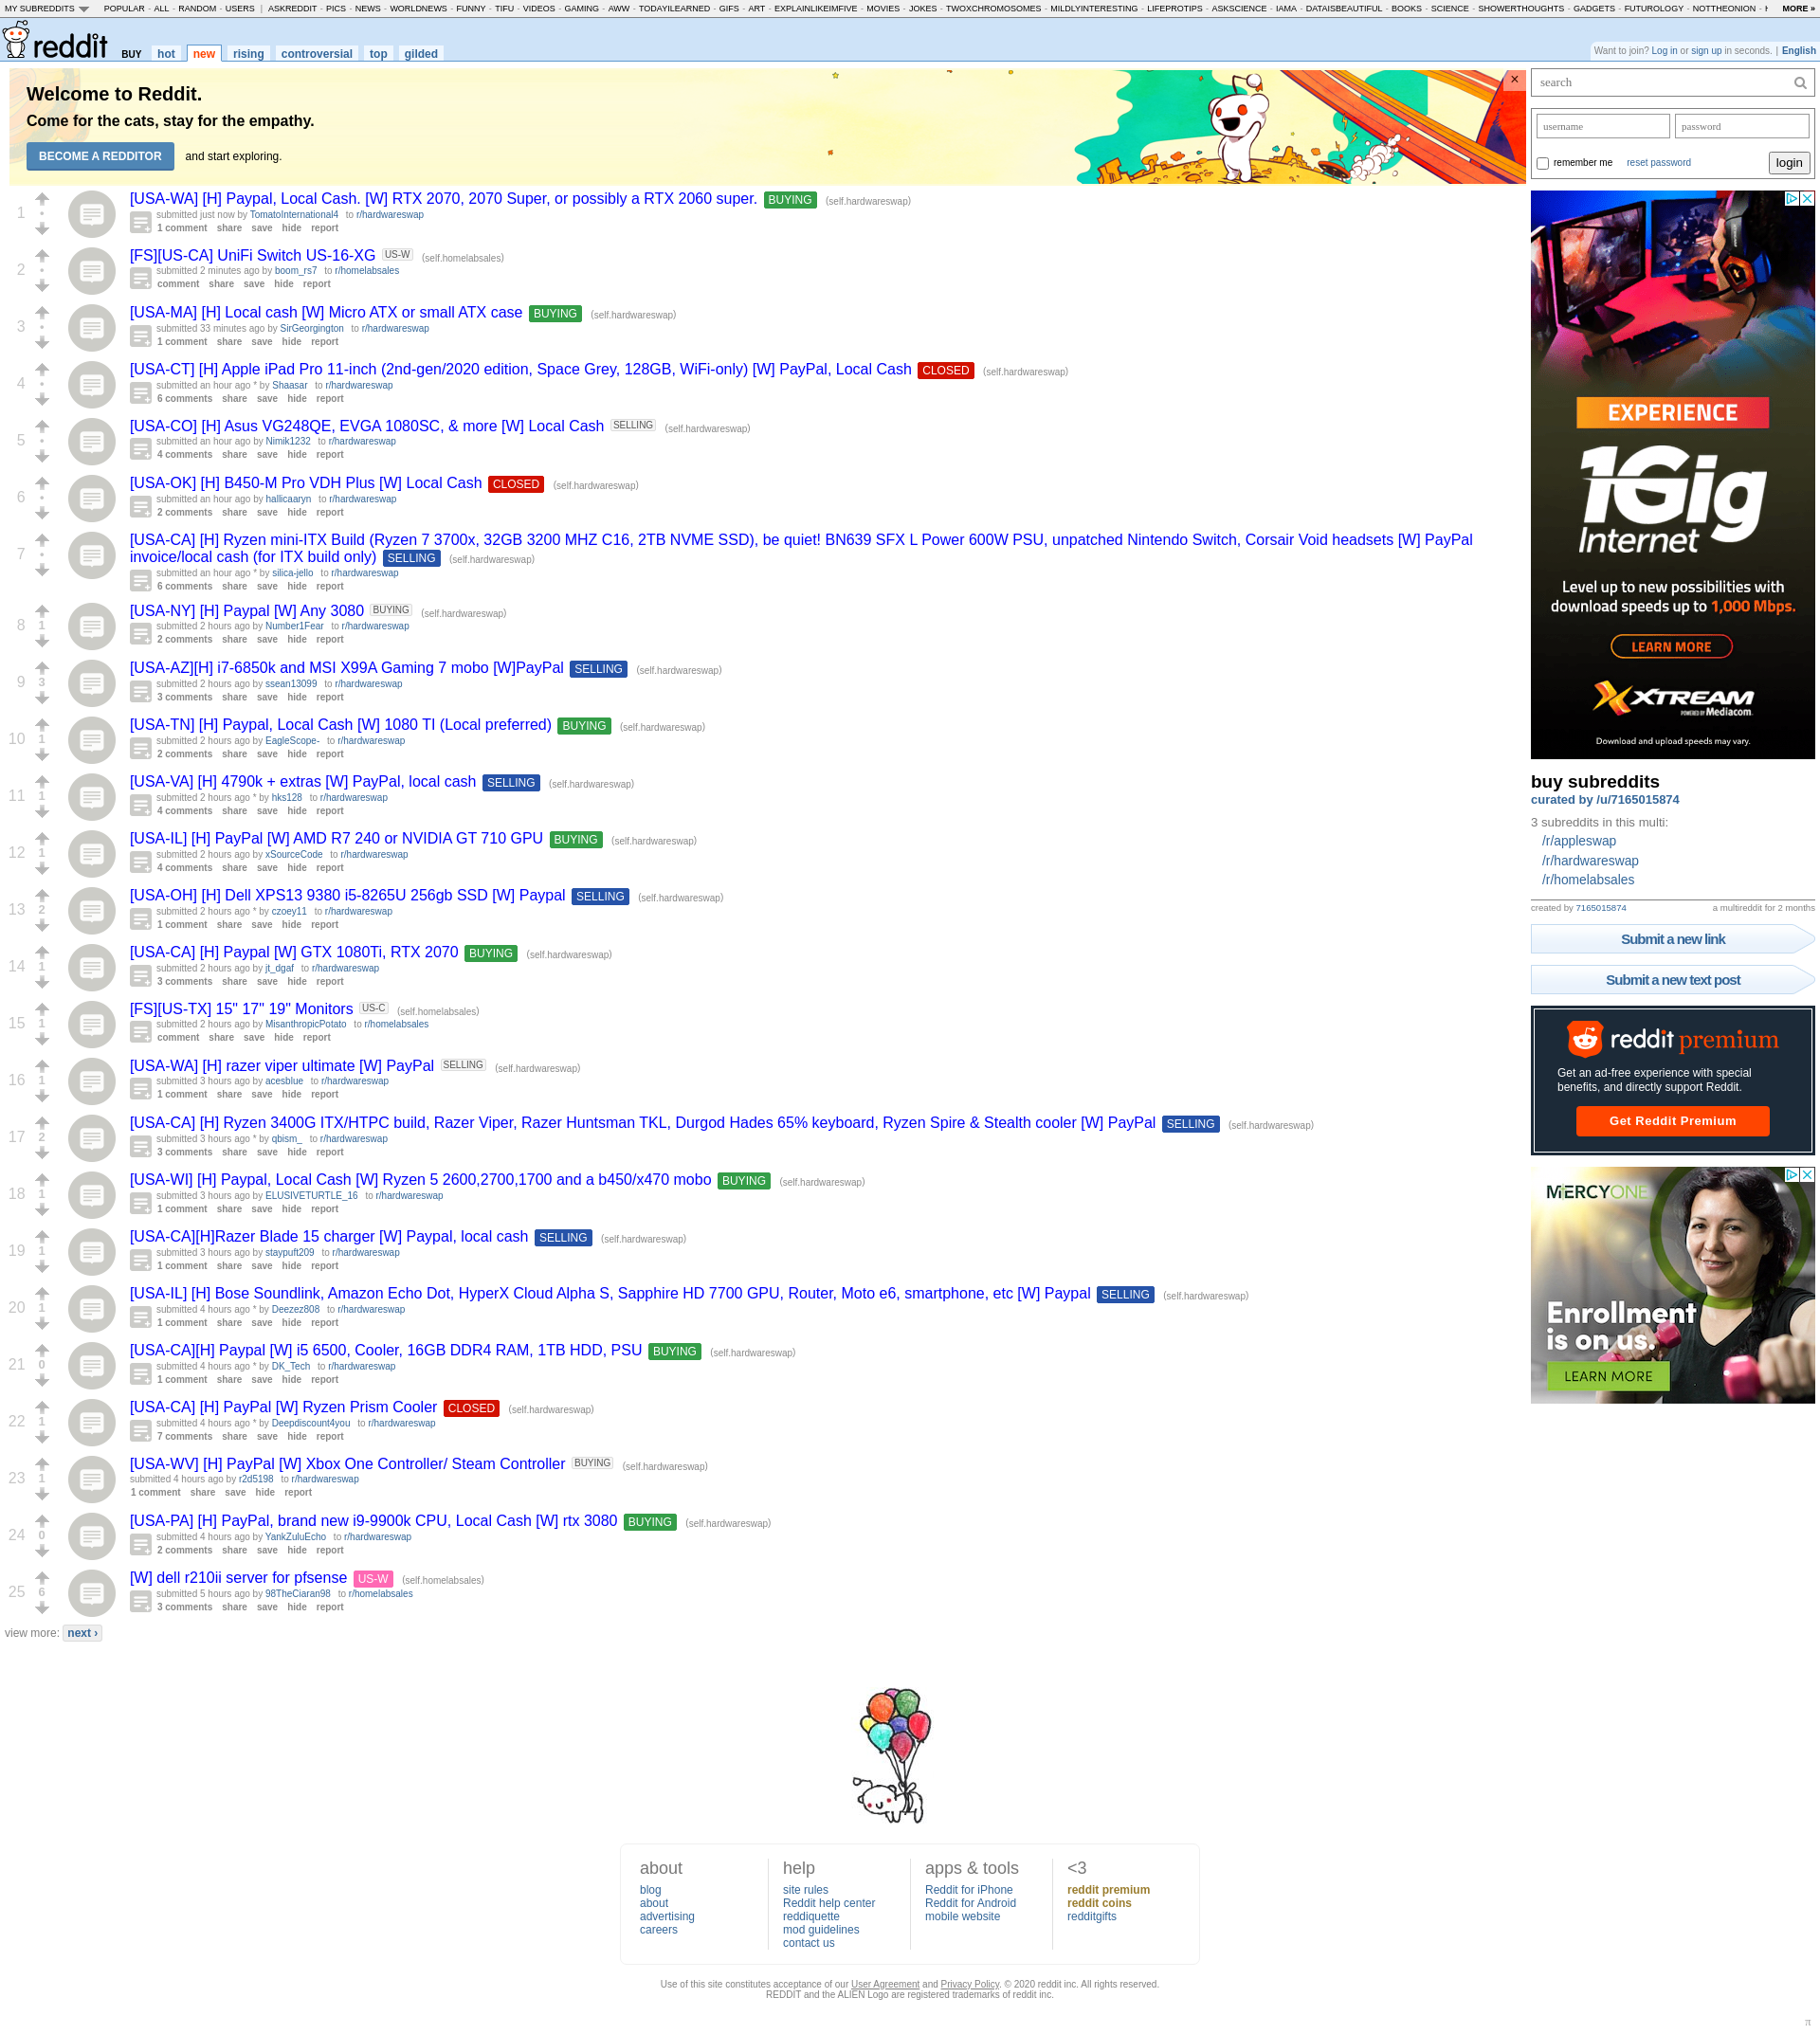 MY SUBREDDITS POPULAR - ALL - RANDOM - USERS | ASKREDDIT - PICS - NEWS - WORLDNEWS - FUNNY - TIFU - VIDEOS - GAMING - AWW - TODAYILEARNED - GIFS - ART - EXPLAINLIKEIMFIVE - MOVIES - JOKES - TWOXCHROMOSOMES - MILDLYINTERESTING - LIFEPROTIPS - ASKSCIENCE - IAMA - DATAISBEAUTIFUL - BOOKS - SCIENCE - SHOWERTHOUGHTS - GADGETS - FUTUROLOGY - NOTTHEONION - MORE »
reddit BUY hot new rising controversial top gilded
Want to join? Log in or sign up in seconds. | English
Welcome to Reddit.
Come for the cats, stay for the empathy.
BECOME A REDDITOR and start exploring.
×
1
[USA-WA] [H] Paypal, Local Cash. [W] RTX 2070, 2070 Super, or possibly a RTX 2060 super. BUYING (self.hardwareswap)
submitted just now by TomatoInternational4 to r/hardwareswap
1 comment share save hide report
2
[FS][US-CA] UniFi Switch US-16-XG US-W (self.homelabsales)
submitted 2 minutes ago by boom_rs7 to r/homelabsales
comment share save hide report
3
[USA-MA] [H] Local cash [W] Micro ATX or small ATX case BUYING (self.hardwareswap)
submitted 33 minutes ago by SirGeorgington to r/hardwareswap
1 comment share save hide report
4
[USA-CT] [H] Apple iPad Pro 11-inch (2nd-gen/2020 edition, Space Grey, 128GB, WiFi-only) [W] PayPal, Local Cash CLOSED (self.hardwareswap)
submitted an hour ago * by Shaasar to r/hardwareswap
6 comments share save hide report
5
[USA-CO] [H] Asus VG248QE, EVGA 1080SC, & more [W] Local Cash SELLING (self.hardwareswap)
submitted an hour ago by Nimik1232 to r/hardwareswap
4 comments share save hide report
6
[USA-OK] [H] B450-M Pro VDH Plus [W] Local Cash CLOSED (self.hardwareswap)
submitted an hour ago by hallicaaryn to r/hardwareswap
2 comments share save hide report
7
[USA-CA] [H] Ryzen mini-ITX Build (Ryzen 7 3700x, 32GB 3200 MHZ C16, 2TB NVME SSD), be quiet! BN639 SFX L Power 600W PSU, unpatched Nintendo Switch, Corsair Void headsets [W] PayPal
invoice/local cash (for ITX build only) SELLING (self.hardwareswap)
submitted an hour ago * by silica-jello to r/hardwareswap
6 comments share save hide report
8 1
[USA-NY] [H] Paypal [W] Any 3080 BUYING (self.hardwareswap)
submitted 2 hours ago by Number1Fear to r/hardwareswap
2 comments share save hide report
9 3
[USA-AZ][H] i7-6850k and MSI X99A Gaming 7 mobo [W]PayPal SELLING (self.hardwareswap)
submitted 2 hours ago by ssean13099 to r/hardwareswap
3 comments share save hide report
10 1
[USA-TN] [H] Paypal, Local Cash [W] 1080 TI (Local preferred) BUYING (self.hardwareswap)
submitted 2 hours ago by EagleScope- to r/hardwareswap
2 comments share save hide report
11 1
[USA-VA] [H] 4790k + extras [W] PayPal, local cash SELLING (self.hardwareswap)
submitted 2 hours ago * by hks128 to r/hardwareswap
4 comments share save hide report
12 1
[USA-IL] [H] PayPal [W] AMD R7 240 or NVIDIA GT 710 GPU BUYING (self.hardwareswap)
submitted 2 hours ago by xSourceCode to r/hardwareswap
4 comments share save hide report
13 2
[USA-OH] [H] Dell XPS13 9380 i5-8265U 256gb SSD [W] Paypal SELLING (self.hardwareswap)
submitted 2 hours ago * by czoey11 to r/hardwareswap
1 comment share save hide report
14 1
[USA-CA] [H] Paypal [W] GTX 1080Ti, RTX 2070 BUYING (self.hardwareswap)
submitted 2 hours ago by jt_dgaf to r/hardwareswap
3 comments share save hide report
15 1
[FS][US-TX] 15" 17" 19" Monitors US-C (self.homelabsales)
submitted 2 hours ago by MisanthropicPotato to r/homelabsales
comment share save hide report
16 1
[USA-WA] [H] razer viper ultimate [W] PayPal SELLING (self.hardwareswap)
submitted 3 hours ago by acesblue to r/hardwareswap
1 comment share save hide report
17 2
[USA-CA] [H] Ryzen 3400G ITX/HTPC build, Razer Viper, Razer Huntsman TKL, Durgod Hades 65% keyboard, Ryzen Spire & Stealth cooler [W] PayPal SELLING (self.hardwareswap)
submitted 3 hours ago * by qbism_ to r/hardwareswap
3 comments share save hide report
18 1
[USA-WI] [H] Paypal, Local Cash [W] Ryzen 5 2600,2700,1700 and a b450/x470 mobo BUYING (self.hardwareswap)
submitted 3 hours ago by ELUSIVETURTLE_16 to r/hardwareswap
1 comment share save hide report
19 1
[USA-CA][H]Razer Blade 15 charger [W] Paypal, local cash SELLING (self.hardwareswap)
submitted 3 hours ago by staypuft209 to r/hardwareswap
1 comment share save hide report
20 1
[USA-IL] [H] Bose Soundlink, Amazon Echo Dot, HyperX Cloud Alpha S, Sapphire HD 7700 GPU, Router, Moto e6, smartphone, etc [W] Paypal SELLING (self.hardwareswap)
submitted 4 hours ago * by Deezez808 to r/hardwareswap
1 comment share save hide report
21 0
[USA-CA][H] Paypal [W] i5 6500, Cooler, 16GB DDR4 RAM, 1TB HDD, PSU BUYING (self.hardwareswap)
submitted 4 hours ago * by DK_Tech to r/hardwareswap
1 comment share save hide report
22 1
[USA-CA] [H] PayPal [W] Ryzen Prism Cooler CLOSED (self.hardwareswap)
submitted 4 hours ago * by Deepdiscount4you to r/hardwareswap
7 comments share save hide report
23 1
[USA-WV] [H] PayPal [W] Xbox One Controller/ Steam Controller BUYING (self.hardwareswap)
submitted 4 hours ago by r2d5198 to r/hardwareswap
1 comment share save hide report
24 0
[USA-PA] [H] PayPal, brand new i9-9900k CPU, Local Cash [W] rtx 3080 BUYING (self.hardwareswap)
submitted 4 hours ago by YankZuluEcho to r/hardwareswap
2 comments share save hide report
25 6
[W] dell r210ii server for pfsense US-W (self.homelabsales)
submitted 5 hours ago by 98TheCiaran98 to r/homelabsales
3 comments share save hide report
view more: next ›
search
username password
remember me reset password login
EXPERIENCE
1Gig
Internet
Level up to new possibilities with
download speeds up to 1,000 Mbps.
LEARN MORE
XTREAM
POWERED BY Mediacom
Download and upload speeds may vary.
buy subreddits
curated by /u/7165015874
3 subreddits in this multi:
/r/appleswap
/r/hardwareswap
/r/homelabsales
created by 7165015874 a multireddit for 2 months
Submit a new link
Submit a new text post
reddit premium
Get an ad-free experience with special
benefits, and directly support Reddit.
Get Reddit Premium
MERCYONE
Enrollment
is on us.
LEARN MORE
about
blog
about
advertising
careers
help
site rules
Reddit help center
reddiquette
mod guidelines
contact us
apps & tools
Reddit for iPhone
Reddit for Android
mobile website
<3
reddit premium
reddit coins
redditgifts
Use of this site constitutes acceptance of our User Agreement and Privacy Policy. © 2020 reddit inc. All rights reserved.
REDDIT and the ALIEN Logo are registered trademarks of reddit inc.
π